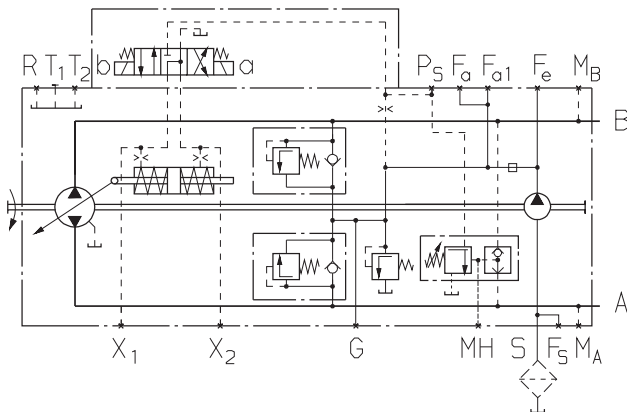 b a
R T1 T2 PS Fa Fa1 Fe MB
B
A
X1 X2 G MH S FS MA